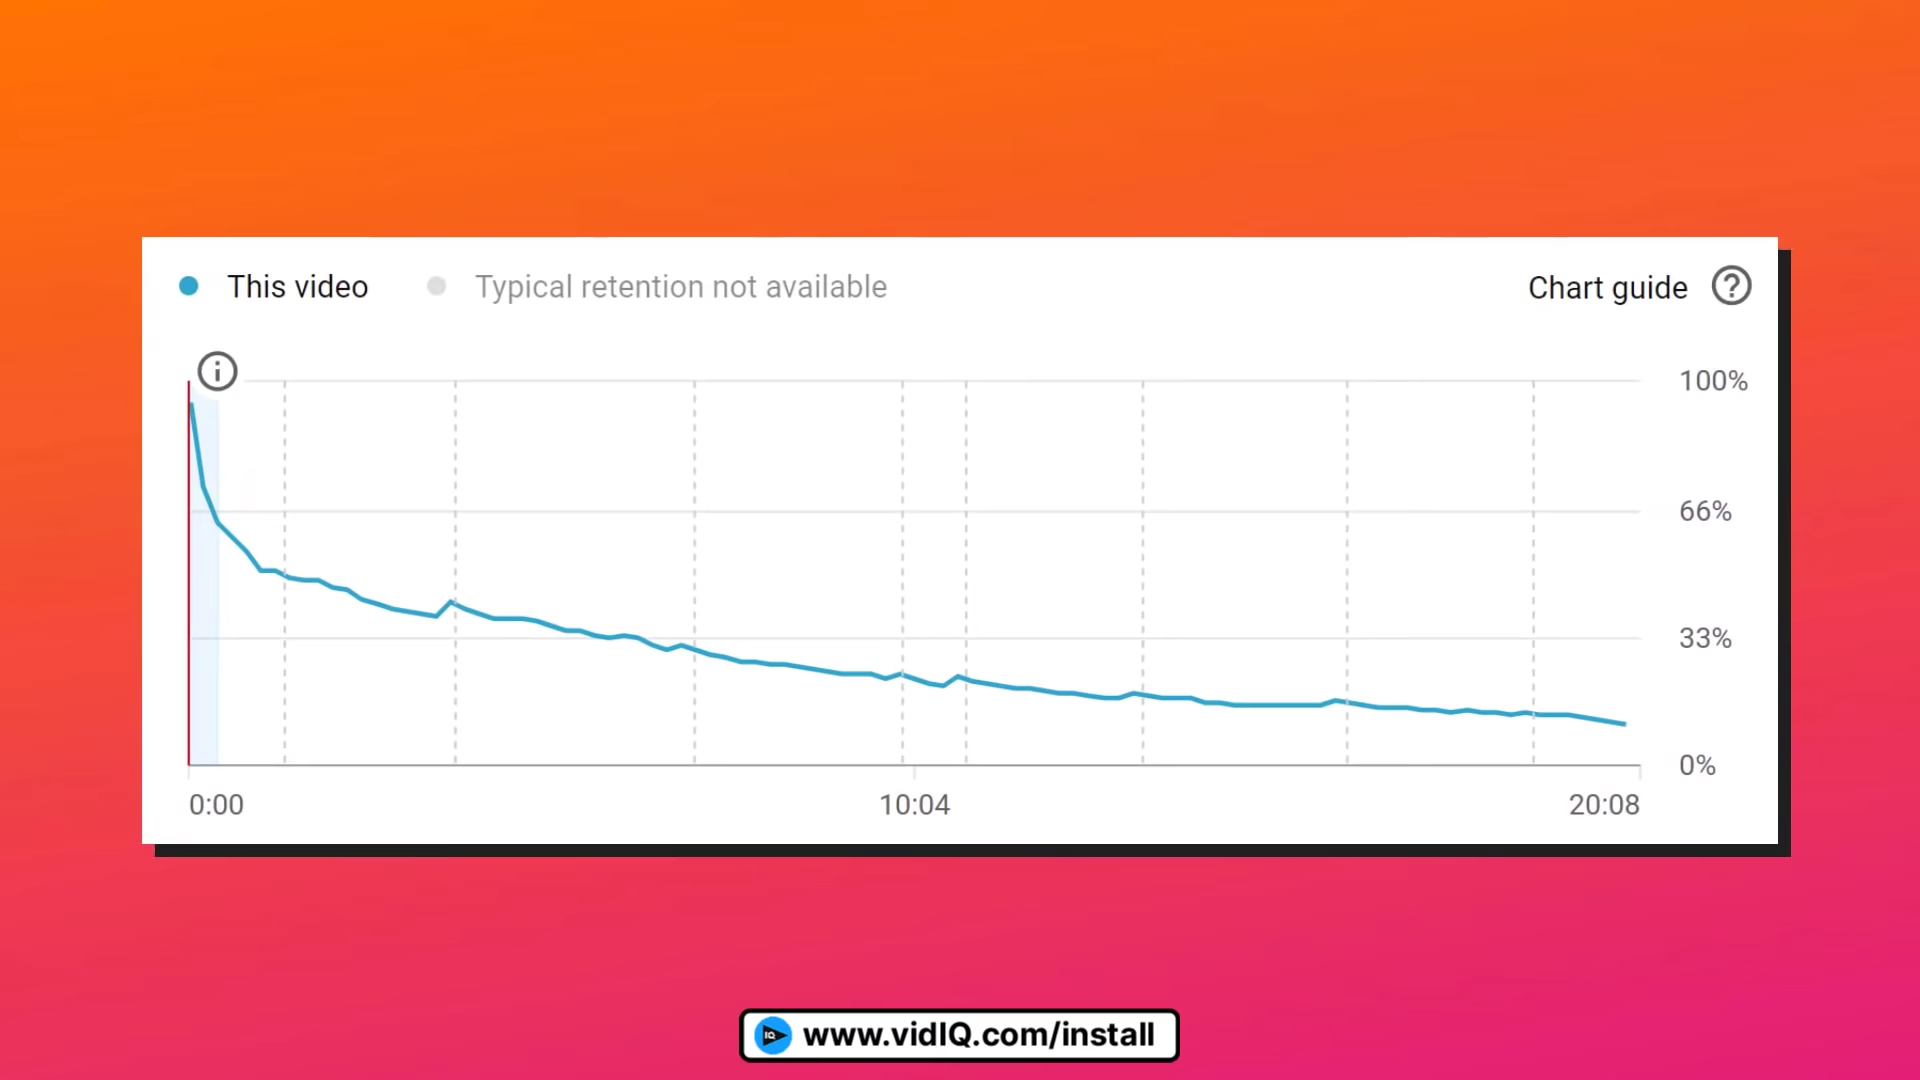 This video
Typical retention not available
Chart guide
100%
66%
33%
0%
0:00
10:04
20:08
IQ
www.vidIQ.com/install